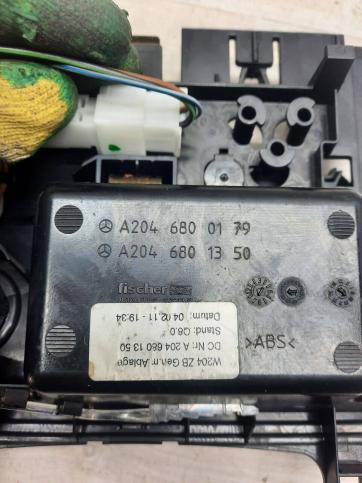 A204 680 01 79
A204 680 13 50
fischer
>ABS<
W204 ZB Gen.m Ablage
DC Nr. A 204 680 13 50
Stand: Q6.0
Datum: 04.02.11 - 19:34